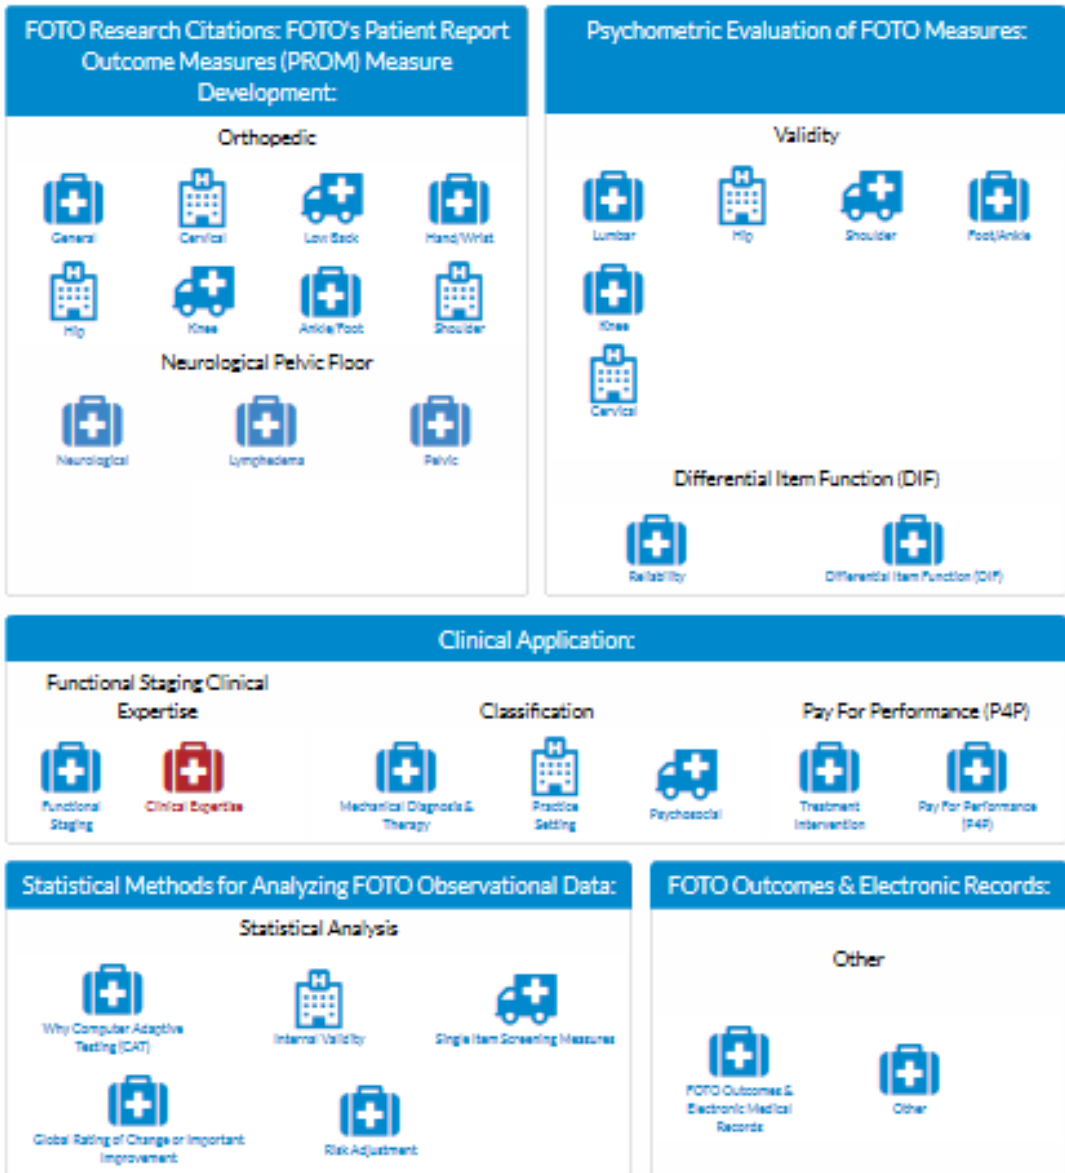 FOTO Research Citations: FOTO's Patient Report
Outcome Measures (PROM) Measure
Development:
Orthopedic
General
Cervical
Low Back
Hand/Wrist
Hip
Knee
Ankle/Foot
Shoulder
Neurological Pelvic Floor
Neurological
Lymphedema
Pelvic
Psychometric Evaluation of FOTO Measures:
Validity
Lumbar
Hip
Shoulder
Foot/Ankle
Knee
Cervical
Differential Item Function (DIF)
Reliability
Differential Item Function (DIF)
Clinical Application:
Functional Staging Clinical
Expertise
Functional
Staging
Clinical Expertise
Classification
Mechanical Diagnosis &
Therapy
Practice
Setting
Psychosocial
Pay For Performance (P4P)
Treatment
Intervention
Pay For Performance
(P4P)
Statistical Methods for Analyzing FOTO Observational Data:
Statistical Analysis
Why Computer Adaptive
Testing (CAT)
Internal Validity
Single Item Screening Measures
Global Rating of Change or Important
Improvement
Risk Adjustment
FOTO Outcomes & Electronic Records:
Other
FOTO Outcomes &
Electronic Medical
Records
Other